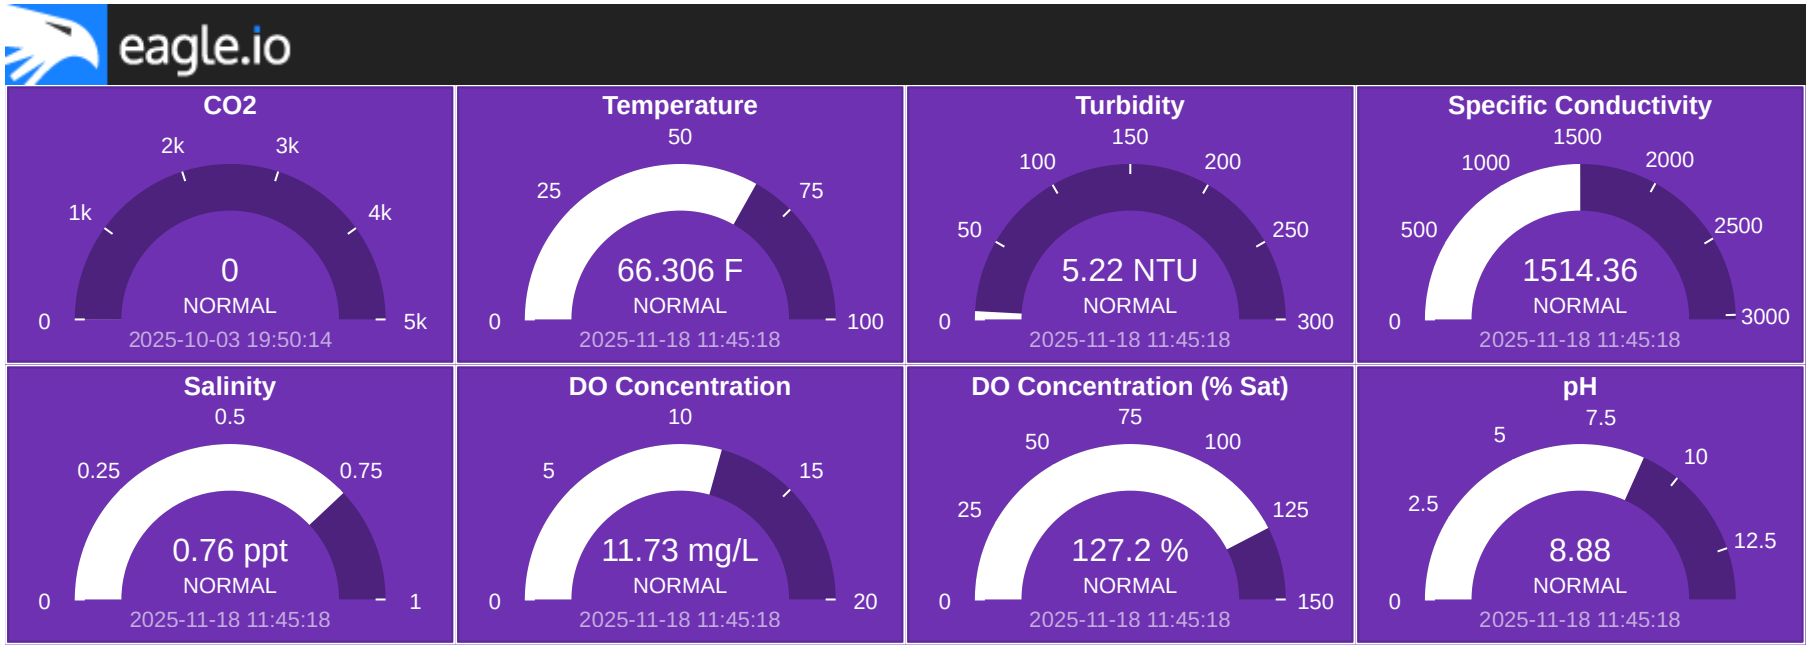 eagle.io
CO2
2k 3k
1k 4k
0
NORMAL
0 5k
2025-10-03 19:50:14
Temperature
50
25 75
66.306 F
NORMAL
0 100
2025-11-18 11:45:18
Turbidity
150
100 200
50 250
5.22 NTU
NORMAL
0 300
2025-11-18 11:45:18
Specific Conductivity
1500
1000 2000
500 2500
1514.36
NORMAL
0 3000
2025-11-18 11:45:18
Salinity
0.5
0.25 0.75
0.76 ppt
NORMAL
0 1
2025-11-18 11:45:18
DO Concentration
10
5 15
11.73 mg/L
NORMAL
0 20
2025-11-18 11:45:18
DO Concentration (% Sat)
75
50 100
25 125
127.2 %
NORMAL
0 150
2025-11-18 11:45:18
pH
7.5
5 10
2.5 12.5
8.88
NORMAL
0
2025-11-18 11:45:18